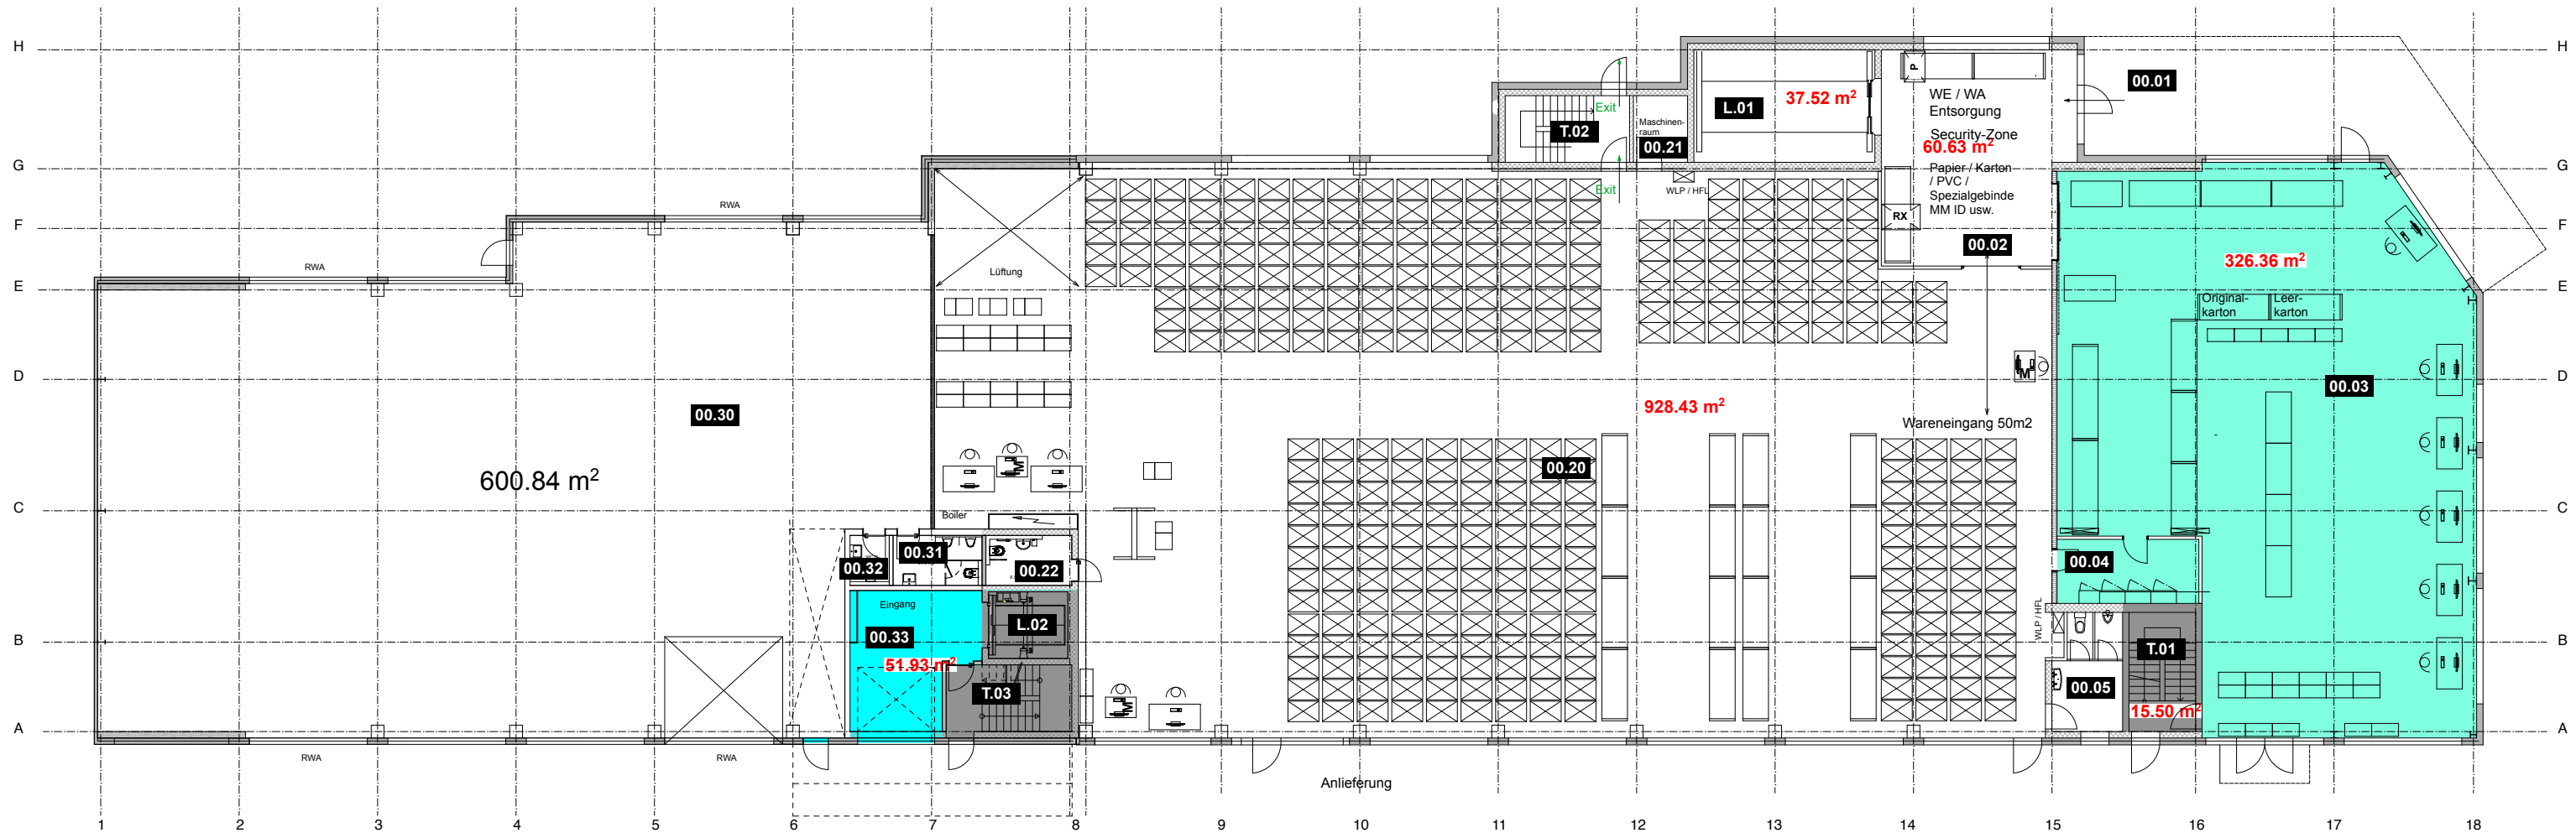 H
H
00.01
WE / WA
Entsorgung
P
L.01
37.52 m²
Exit
T.02
Maschinen-
raum
00.21
Security-Zone
60.63 m²
G
G
Papier / Karton
/ PVC /
Spezialgebinde
MM ID usw.
WLP / HFL
Exit
RWA
RX
F
F
00.02
326.36 m²
RWA
Lüftung
E
E
Original-
karton
Leer-
karton
M
D
D
00.03
00.30
928.43 m²
Wareneingang 50m2
M
00.20
600.84 m²
C
C
Boiler
00.31
00.32
00.22
00.04
Eingang
L.02
00.33
WLP / HFL
B
B
T.01
51.93 m²
T.03
00.05
M
15.50 m²
A
A
RWA
RWA
Anlieferung
1
2
3
4
5
6
7
8
9
10
11
12
13
14
15
16
17
18